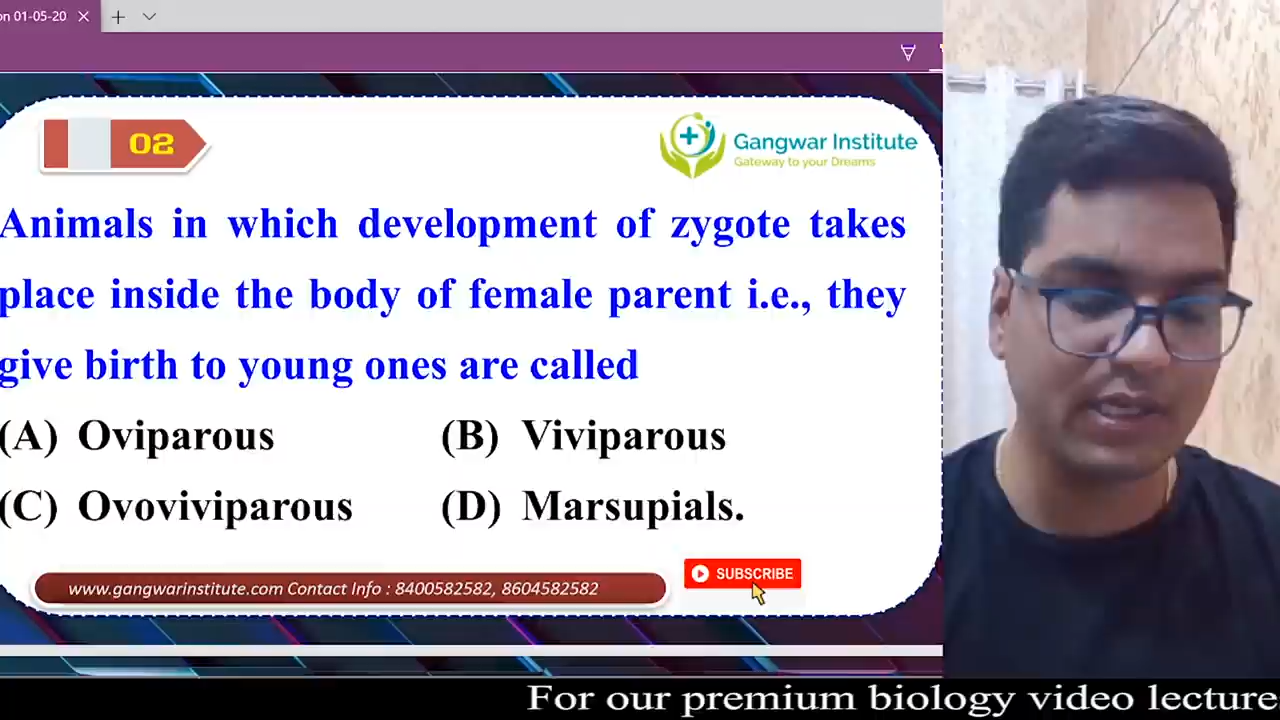 on 01-05-20
02
Gangwar Institute
Gateway to your Dreams
Animals in which development of zygote takes
place inside the body of female parent i.e., they
give birth to young ones are called
(A) Oviparous (B) Viviparous
(C) Ovoviviparous (D) Marsupials.
www.gangwarinstitute.com Contact Info : 8400582582, 8604582582
SUBSCRIBE
For our premium biology video lecture